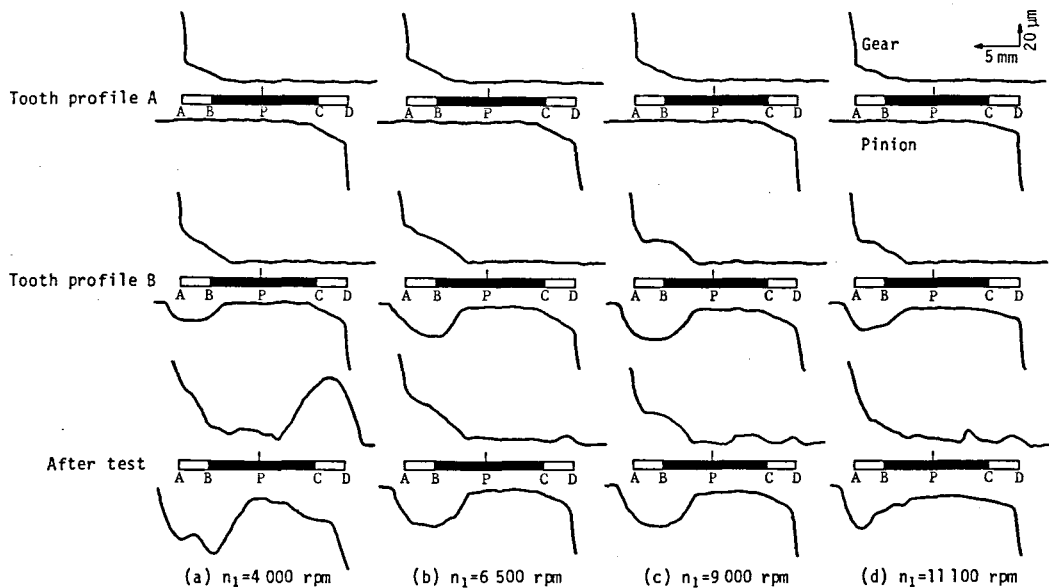 Gear
5 mm
20 μm
Tooth profile A
A B P C D
A B P C D
A B P C D
A B P C D
Pinion
Tooth profile B
A B P C D
A B P C D
A B P C D
A B P C D
After test
A B P C D
A B P C D
A B P C D
A B P C D
(a) n1=4 000 rpm
(b) n1=6 500 rpm
(c) n1=9 000 rpm
(d) n1=11 100 rpm